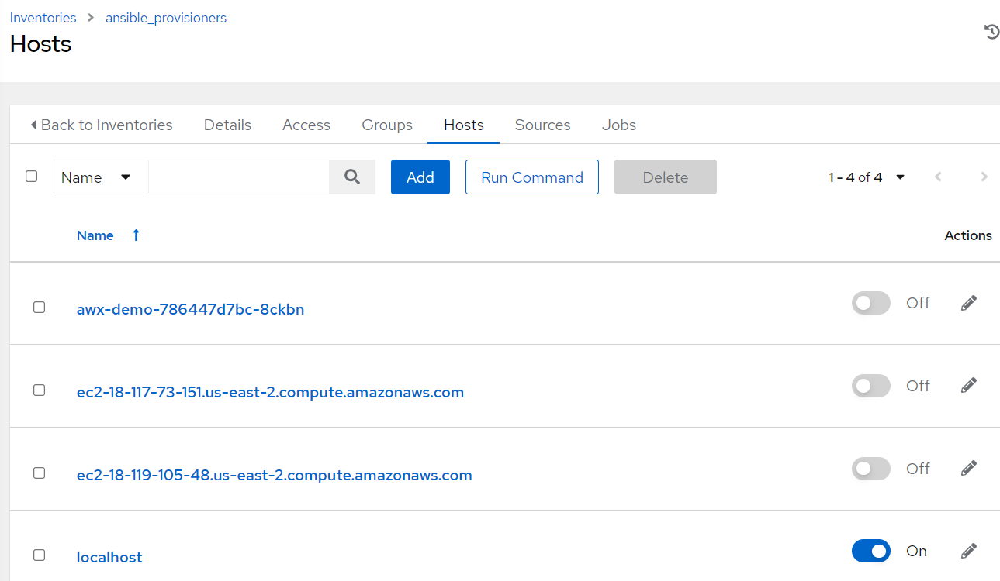 Inventories > ansible_provisioners
Hosts
Back to Inventories Details Access Groups Hosts Sources Jobs
Name Add Run Command Delete 1 - 4 of 4
Name Actions
awx-demo-786447d7bc-8ckbn Off
ec2-18-117-73-151.us-east-2.compute.amazonaws.com Off
ec2-18-119-105-48.us-east-2.compute.amazonaws.com Off
localhost On